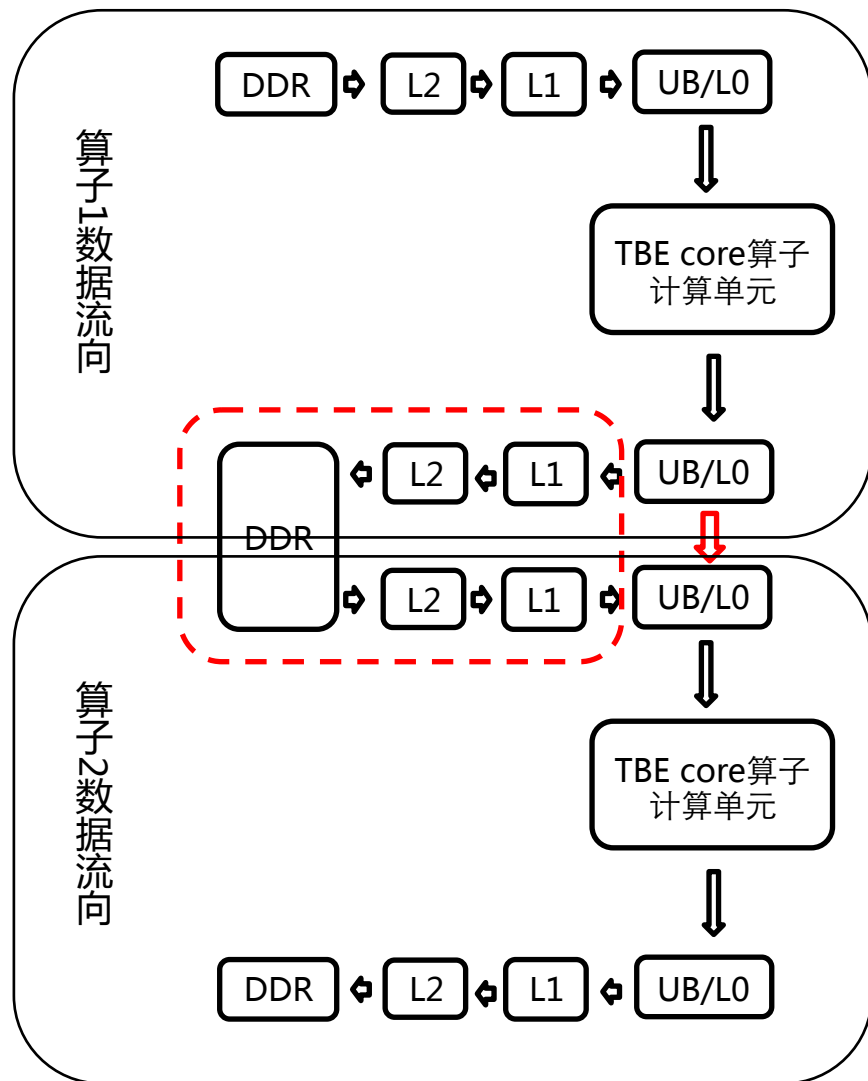 算子1数据流向
DDR
L2
L1
UB/L0
TBE core算子
计算单元
DDR
L2
L1
UB/L0
算子2数据流向
L2
L1
UB/L0
TBE core算子
计算单元
DDR
L2
L1
UB/L0